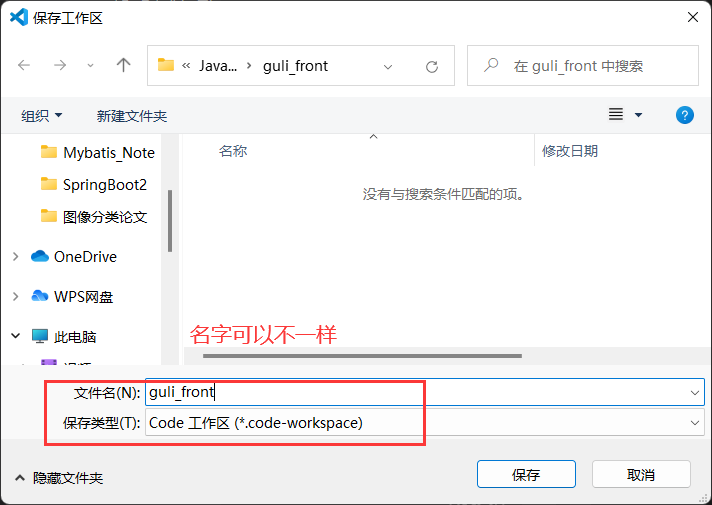 保存工作区
Java... guli_front
在 guli_front 中搜索
组织 新建文件夹
名称 修改日期
Mybatis_Note
没有与搜索条件匹配的项。
SpringBoot2
图像分类论文
OneDrive
WPS网盘
此电脑
名字可以不一样
文件名(N): guli_front
保存类型(T): Code 工作区 (*.code-workspace)
隐藏文件夹 保存 取消